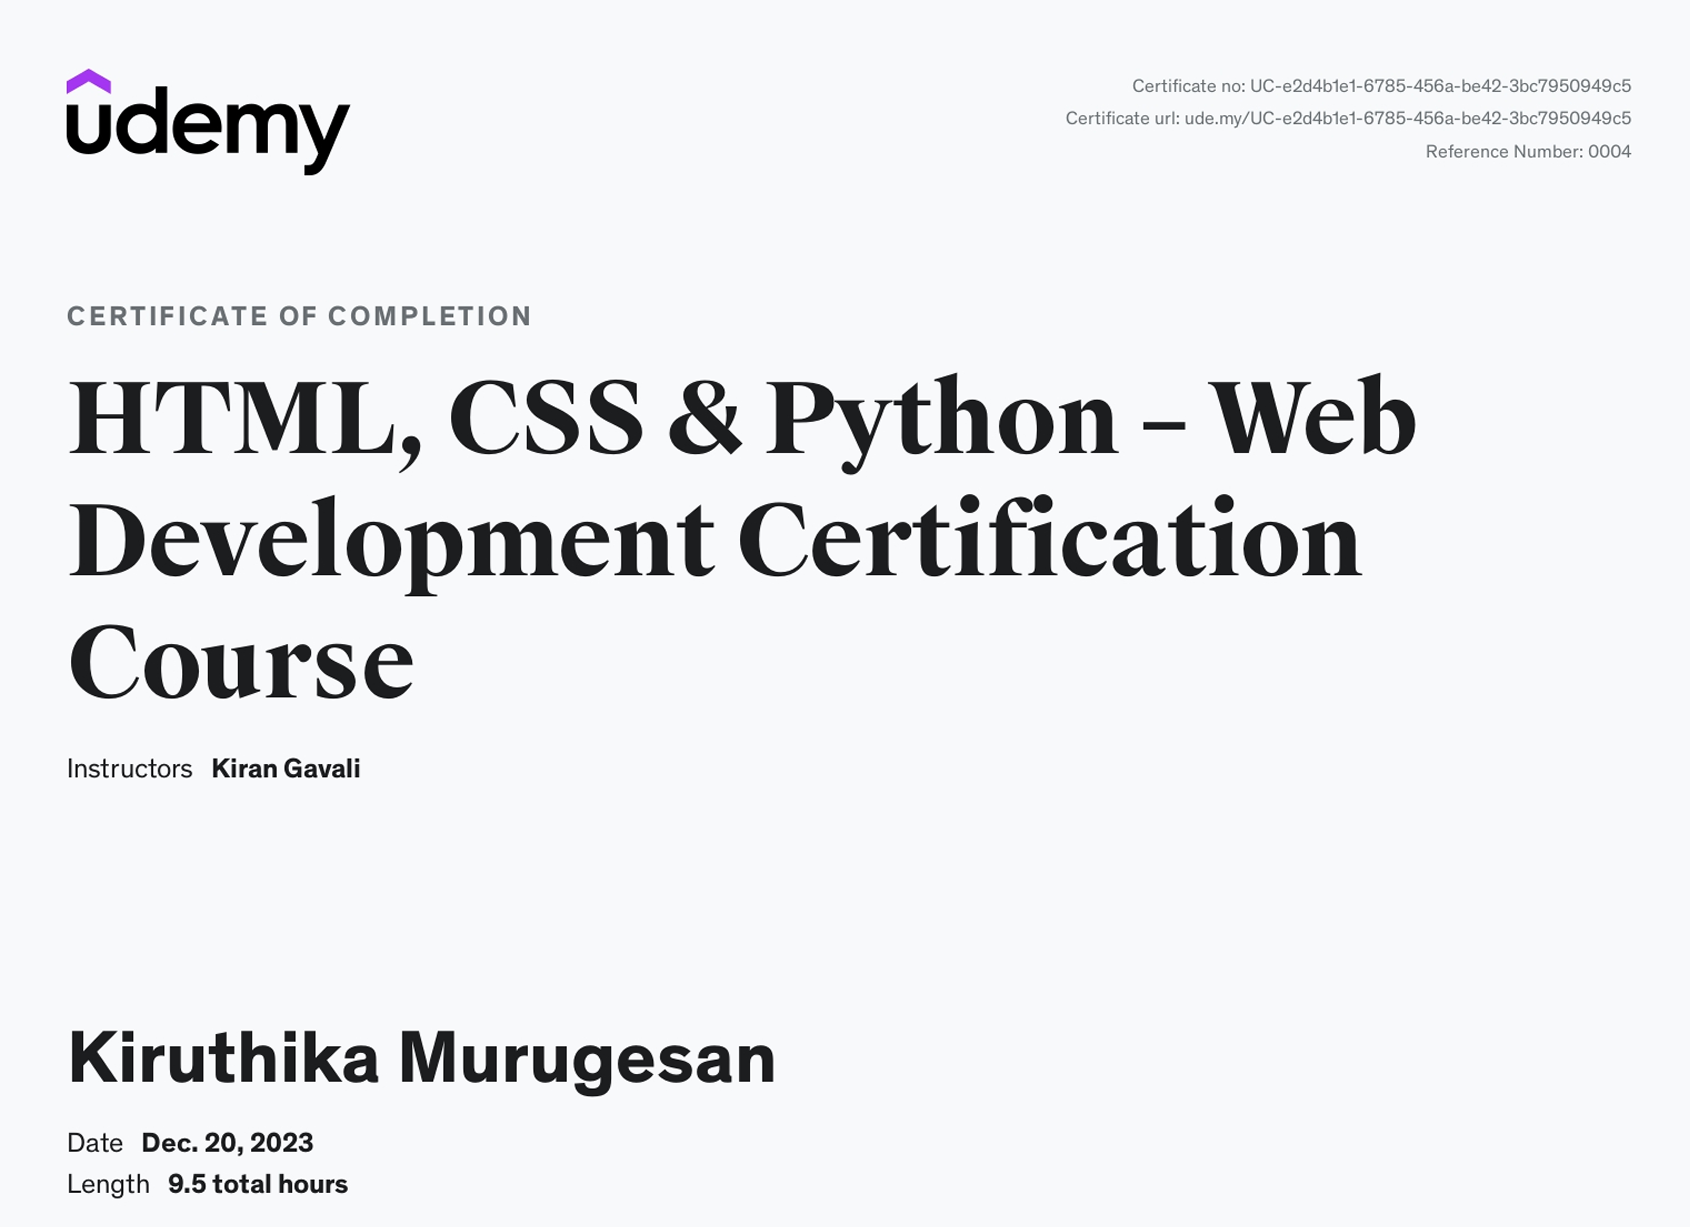 udemy
Certificate no: UC-e2d4b1e1-6785-456a-be42-3bc7950949c5
Certificate url: ude.my/UC-e2d4b1e1-6785-456a-be42-3bc7950949c5
Reference Number: 0004
CERTIFICATE OF COMPLETION
HTML, CSS & Python – Web
Development Certification
Course
Instructors Kiran Gavali
Kiruthika Murugesan
Date Dec. 20, 2023
Length 9.5 total hours